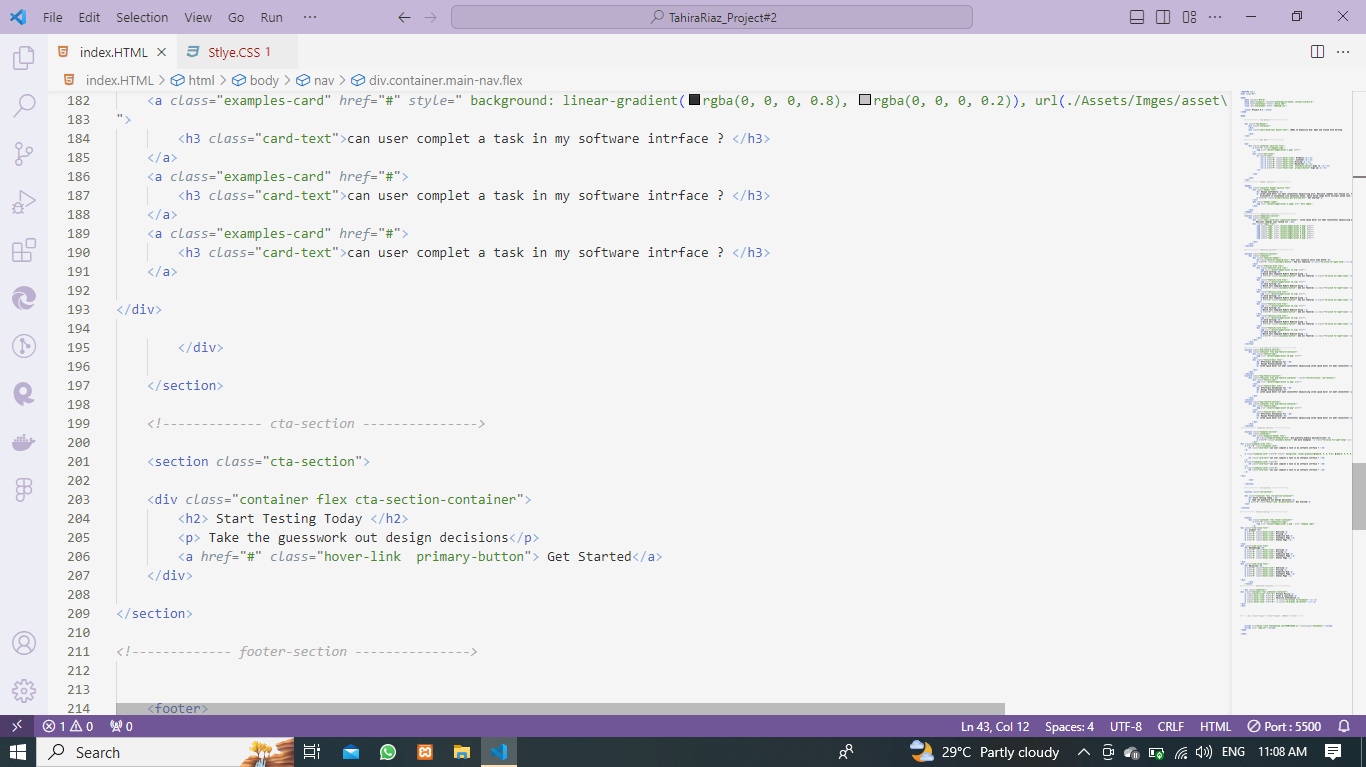 File Edit Selection View Go Run ··· TahiraRiaz_Project#2
index.HTML Stlye.CSS 1
index.HTML > html > body > nav > div.container.main-nav.flex
182 <a class="examples-card" href="#" style=" background: linear-gradient(rgba(0, 0, 0, 0.8), rgba(0, 0, 0, 0.2)), url(./Assets/Imges/asset\
183 ">
184 <h3 class="card-text">can user complet a task in my software intrface ? </h3>
185 </a>
186 <a class="examples-card" href="#">
187 <h3 class="card-text">can user complet a task in my software intrface ? </h3>
188 </a>
189 <a class="examples-card" href="#">
190 <h3 class="card-text">can user complet a task in my software intrface ? </h3>
191 </a>
192
193 </div>
194
195 </div>
196
197 </section>
198
199 <!------------- cta-section --------------->
200
201 <section class="cta-section">
202
203 <div class="container flex cta-section-container">
204 <h2> Start Testing Today </h2>
205 <p> Take the guesswork out design decisions</p>
206 <a href="#" class="hover-link  primary-button"> Get Started</a>
207 </div>
208
209 </section>
210
211 <!------------- footer-section --------------->
212
213
214 <footer>
1 0 0 Ln 43, Col 12 Spaces: 4 UTF-8 CRLF HTML Port : 5500
Search 29°C Partly cloudy ENG 11:08 AM